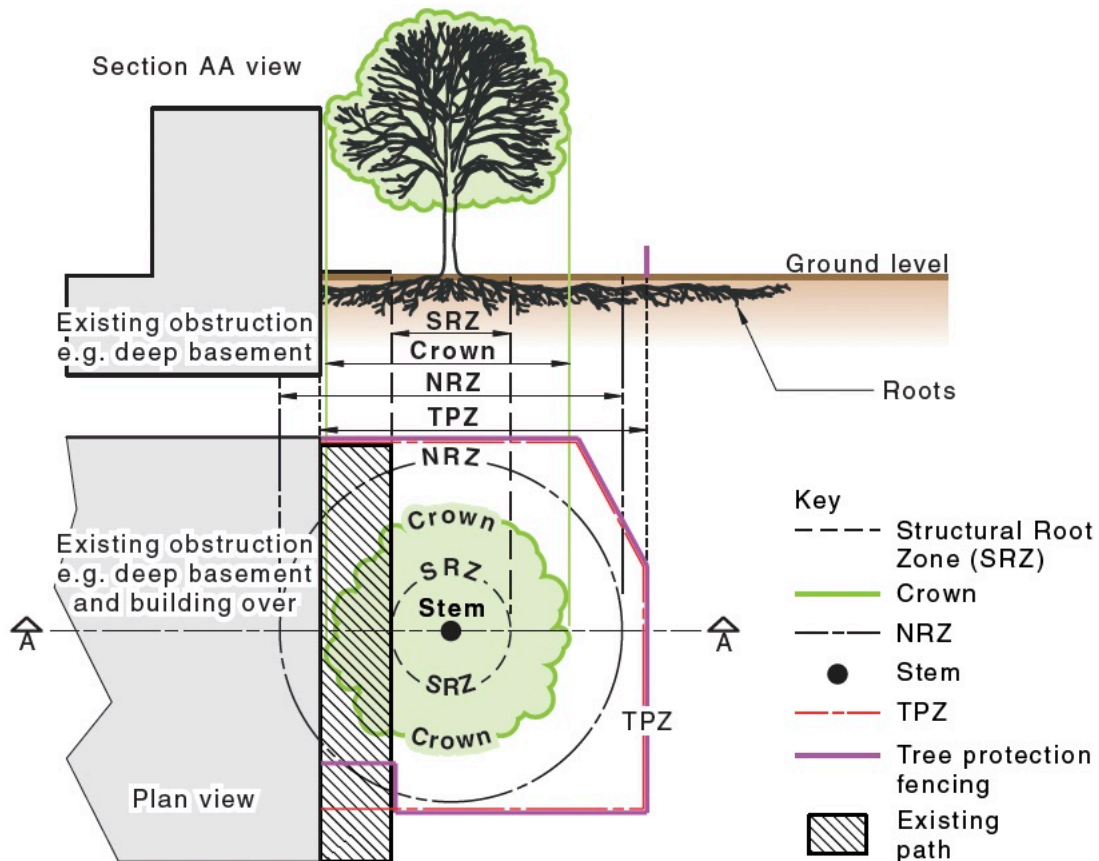 Section AA view
Ground level
Existing obstruction
e.g. deep basement
SRZ
Crown
NRZ
TPZ
Roots
NRZ
Crown
SRZ
Stem
SRZ
Crown
TPZ
Existing obstruction
e.g. deep basement
and building over
A
A
Plan view
Key
Structural Root
Zone (SRZ)
Crown
NRZ
Stem
TPZ
Tree protection
fencing
Existing
path